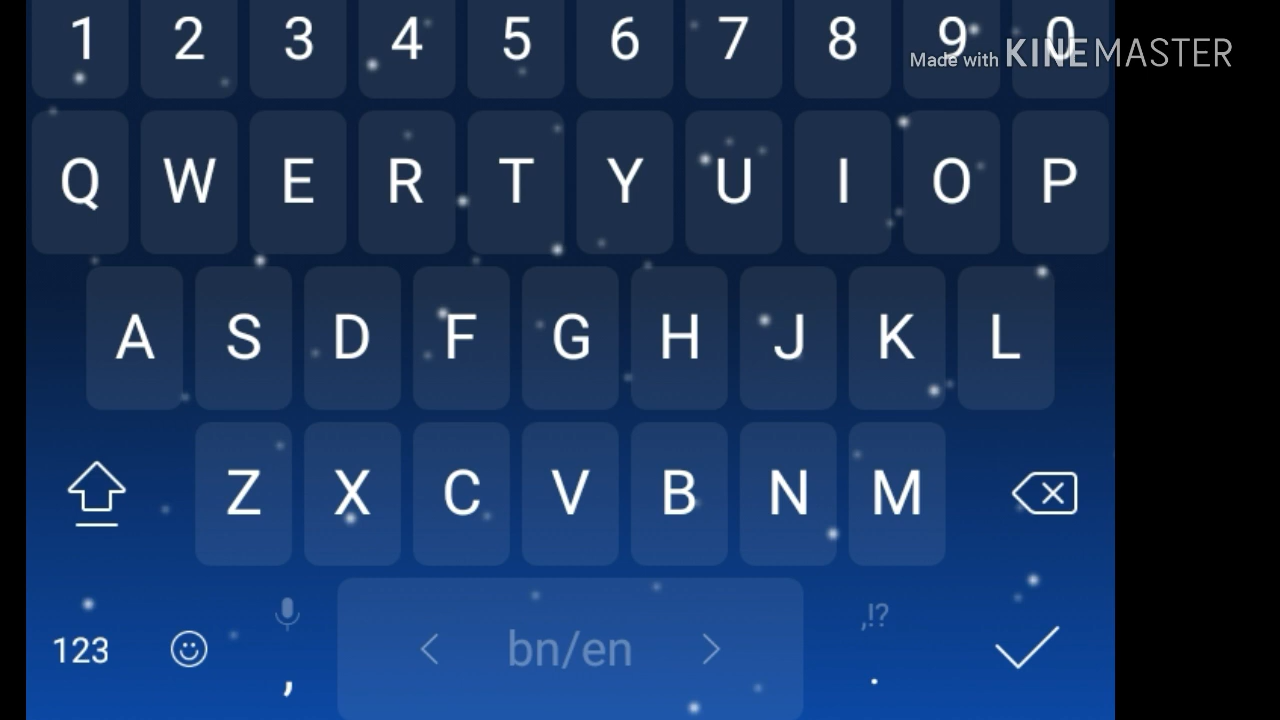 1 2 3 4 5 6 7 8 9 0
Made with KINEMASTER
Q W E R T Y U I O P
A S D F G H J K L
Z X C V B N M
,!?
123 , < bn/en > .